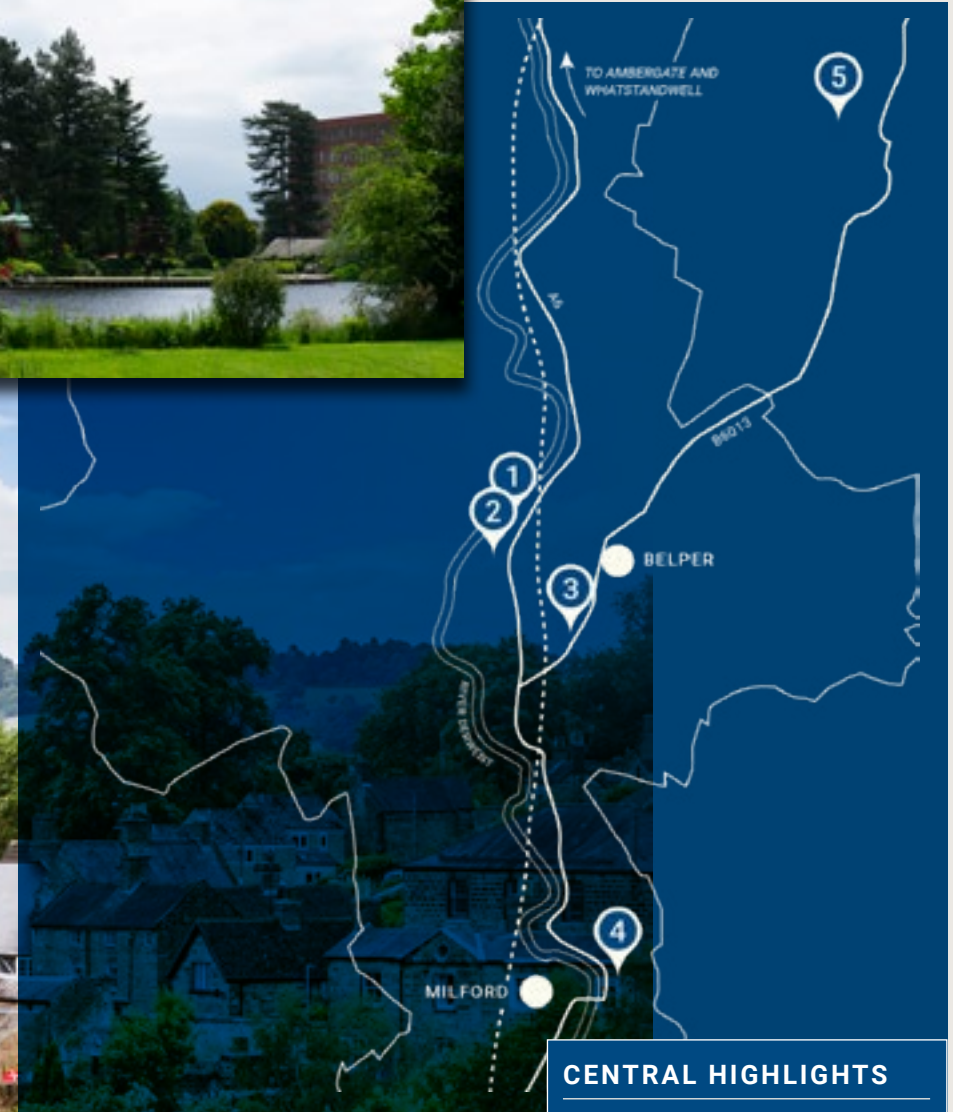 TO AMBERGATE AND
WHATSTANDWELL
5
A6
B6013
1
2
BELPER
3
RIVER DERWENT
4
MILFORD
CENTRAL HIGHLIGHTS